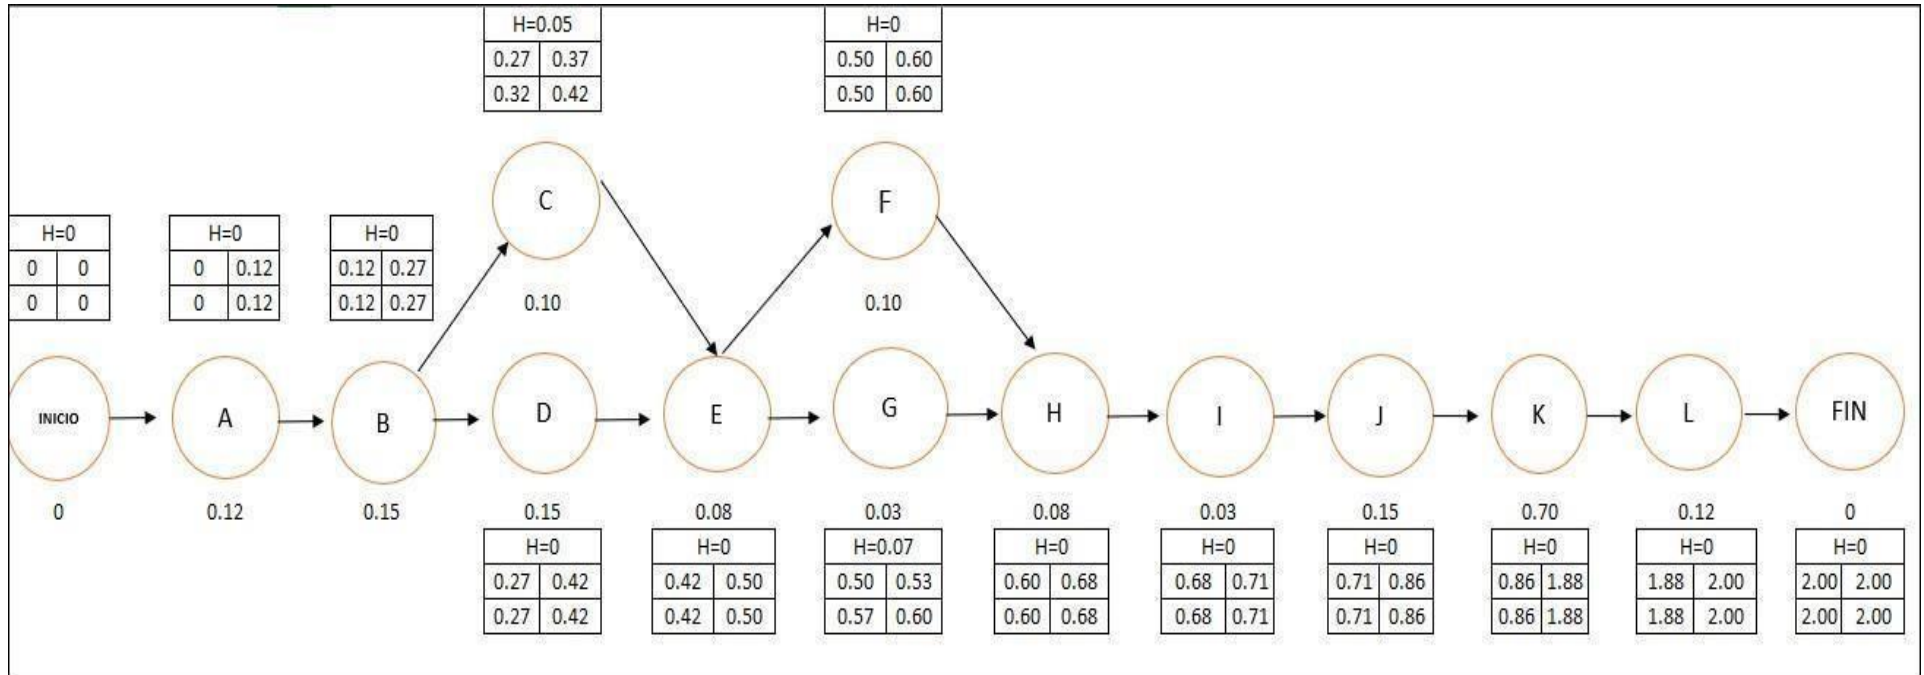 H=0.05
0.27 0.37
0.32 0.42
H=0
0.50 0.60
0.50 0.60
C
F
H=0
0 0
0 0
H=0
0 0.12
0 0.12
H=0
0.12 0.27
0.12 0.27
0.10
0.10
INICIO
A
B
D
E
G
H
I
J
K
L
FIN
0
0.12
0.15
0.15
0.08
0.03
0.08
0.03
0.15
0.70
0.12
0
H=0
0.27 0.42
0.27 0.42
H=0
0.42 0.50
0.42 0.50
H=0.07
0.50 0.53
0.57 0.60
H=0
0.60 0.68
0.60 0.68
H=0
0.68 0.71
0.68 0.71
H=0
0.71 0.86
0.71 0.86
H=0
0.86 1.88
0.86 1.88
H=0
1.88 2.00
1.88 2.00
H=0
2.00 2.00
2.00 2.00